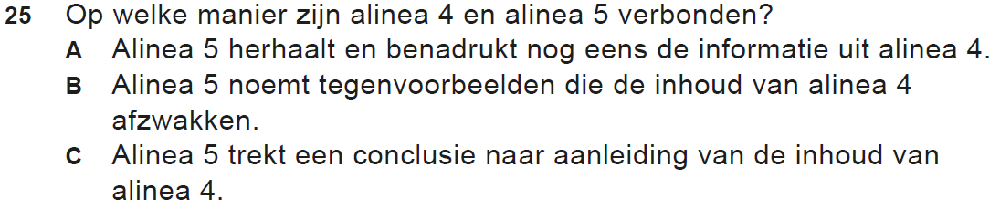 25 Op welke manier zijn alinea 4 en alinea 5 verbonden?
A Alinea 5 herhaalt en benadrukt nog eens de informatie uit alinea 4.
B Alinea 5 noemt tegenvoorbeelden die de inhoud van alinea 4
afzwakken.
C Alinea 5 trekt een conclusie naar aanleiding van de inhoud van
alinea 4.